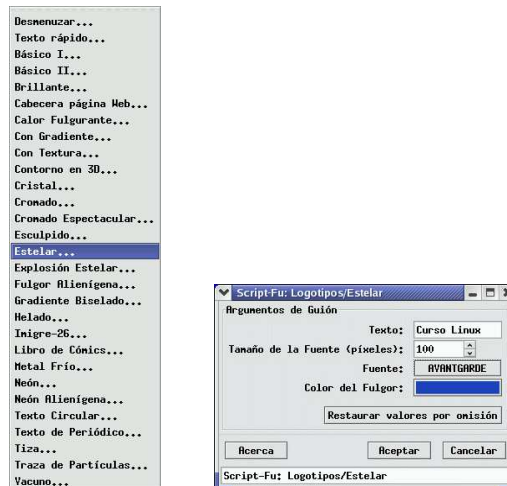 Desmenuzar...
Texto rápido...
Básico I...
Básico II...
Brillante...
Cabecera página Web...
Calor Fulgurante...
Con Gradiente...
Con Textura...
Contorno en 3D...
Cristal...
Cromado...
Cromado Espectacular...
Esculpido...
Estelar...
Explosión Estelar...
Fulgor Alienígena...
Gradiente Biselado...
Helado...
Imigre-26...
Libro de Cómics...
Metal Frío...
Neón...
Neón Alienígena...
Texto Circular...
Texto de Periódico...
Tiza...
Traza de Partículas...
Vacuno...
Script-Fu: Logotipos/Estelar
Argumentos de Guión
Texto: Curso Linux
Tamaño de la Fuente (píxeles): 100
Fuente: AVANTGARDE
Color del Fulgor:
Restaurar valores por omisión
Acerca Aceptar Cancelar
Script-Fu: Logotipos/Estelar